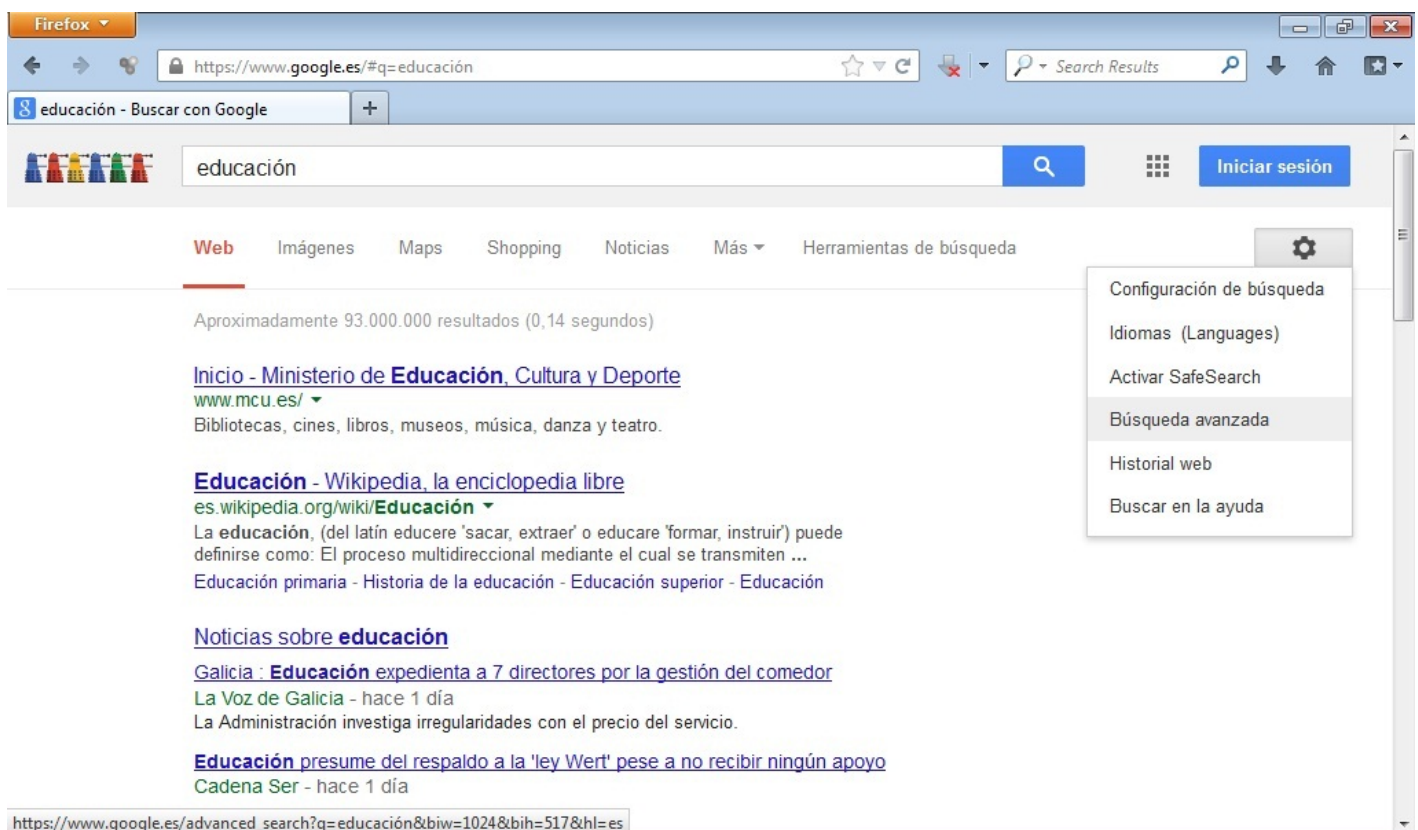 Firefox
https://www.google.es/#q=educación
Search Results
educación - Buscar con Google
educación
Iniciar sesión
Web Imágenes Maps Shopping Noticias Más Herramientas de búsqueda
Configuración de búsqueda
Idiomas (Languages)
Activar SafeSearch
Búsqueda avanzada
Historial web
Buscar en la ayuda
Aproximadamente 93.000.000 resultados (0,14 segundos)
Inicio - Ministerio de Educación, Cultura y Deporte
www.mcu.es/
Bibliotecas, cines, libros, museos, música, danza y teatro.
Educación - Wikipedia, la enciclopedia libre
es.wikipedia.org/wiki/Educación
La educación, (del latín educere 'sacar, extraer' o educare 'formar, instruir') puede
definirse como: El proceso multidireccional mediante el cual se transmiten ...
Educación primaria - Historia de la educación - Educación superior - Educación
Noticias sobre educación
Galicia : Educación expedienta a 7 directores por la gestión del comedor
La Voz de Galicia - hace 1 día
La Administración investiga irregularidades con el precio del servicio.
Educación presume del respaldo a la 'ley Wert' pese a no recibir ningún apoyo
Cadena Ser - hace 1 día
https://www.google.es/advanced_search?q=educación&biw=1024&bih=517&hl=es